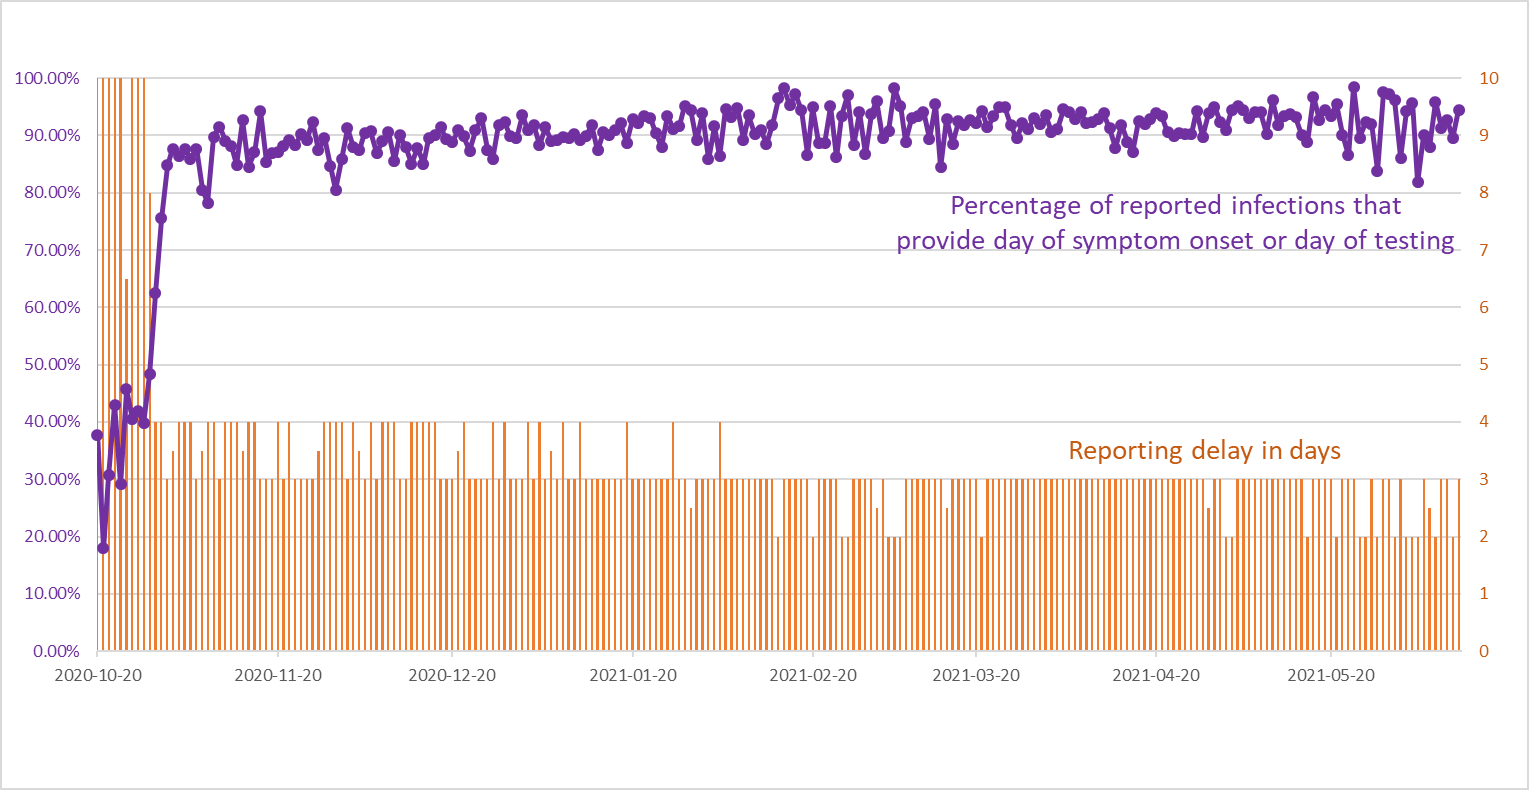 100.00% 10
90.00% 9
80.00% 8
Percentage of reported infections that
provide day of symptom onset or day of testing
70.00% 7
60.00% 6
50.00% 5
40.00% 4
Reporting delay in days
30.00% 3
20.00% 2
10.00% 1
0.00% 0
2020-10-20 2020-11-20 2020-12-20 2021-01-20 2021-02-20 2021-03-20 2021-04-20 2021-05-20